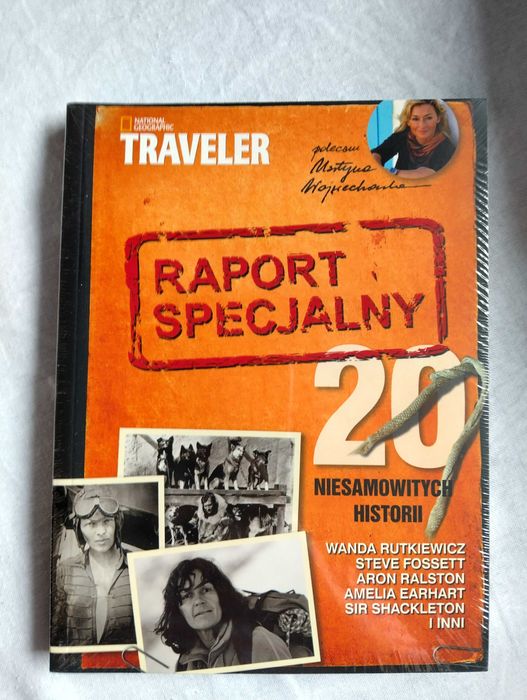 NATIONAL
GEOGRAPHIC
TRAVELER
polecam
Martyna
Wojciechowska
RAPORT
SPECJALNY
20
NIESAMOWITYCH
HISTORII
WANDA RUTKIEWICZ
STEVE FOSSETT
ARON RALSTON
AMELIA EARHART
SIR SHACKLETON
I INNI